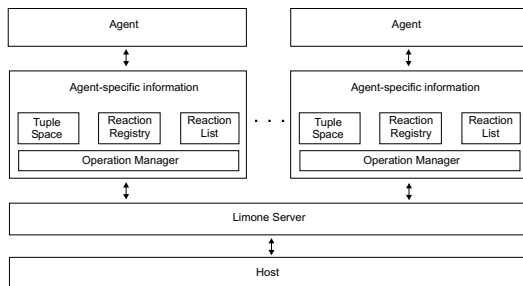 Agent
Agent
Agent-specific information
Tuple
Space
Reaction
Registry
Reaction
List
Operation Manager
. . .
Agent-specific information
Tuple
Space
Reaction
Registry
Reaction
List
Operation Manager
Limone Server
Host